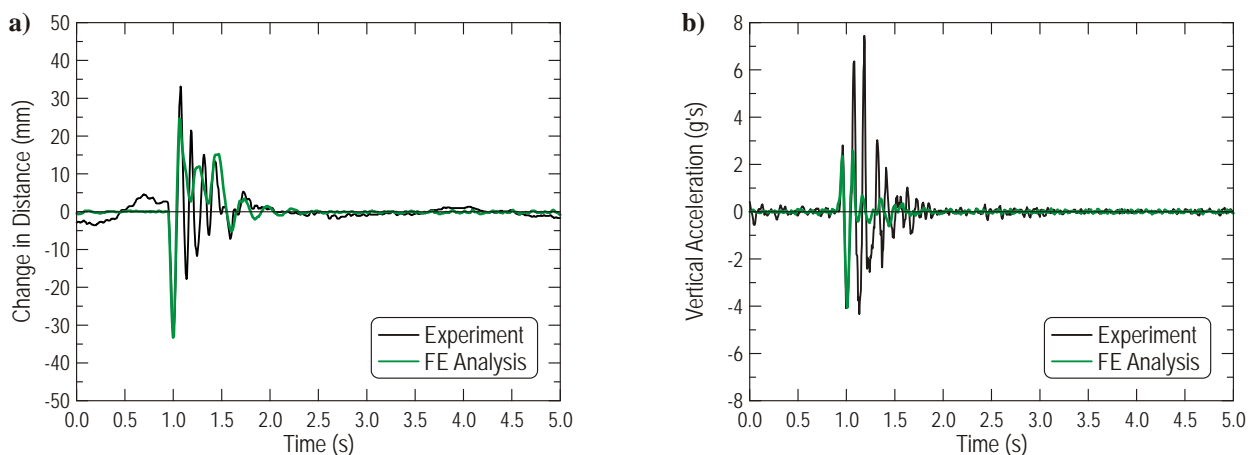 a)
50
40
30
20
10
0
-10
-20
-30
-40
-50
Change in Distance (mm)
0.0 0.5 1.0 1.5 2.0 2.5 3.0 3.5 4.0 4.5 5.0
Time (s)
Experiment
FE Analysis
b)
8
6
4
2
0
-2
-4
-6
-8
Vertical Acceleration (g's)
0.0 0.5 1.0 1.5 2.0 2.5 3.0 3.5 4.0 4.5 5.0
Time (s)
Experiment
FE Analysis